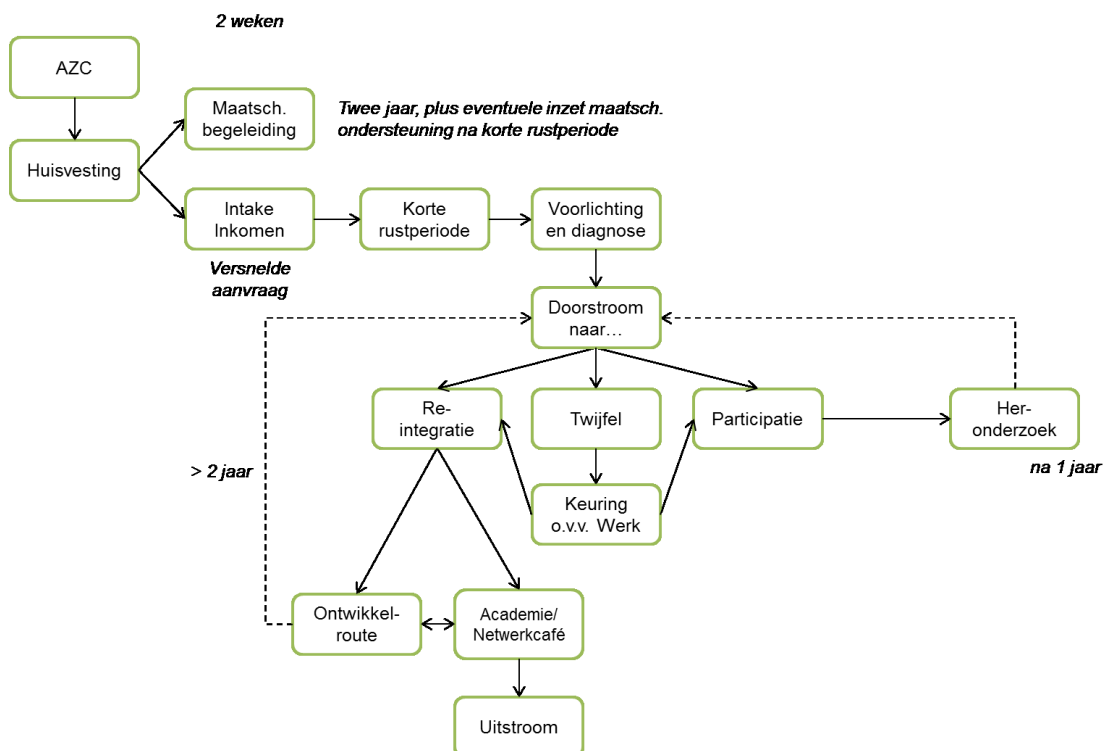 2 weken
AZC
Maatsch.
begeleiding
Twee jaar, plus eventuele inzet maatsch.
ondersteuning na korte rustperiode
Huisvesting
Intake
Inkomen
Korte
rustperiode
Voorlichting
en diagnose
Versnelde
aanvraag
Doorstroom
naar…
Re-
integratie
Twijfel
Participatie
Her-
onderzoek
> 2 jaar
na 1 jaar
Keuring
o.v.v. Werk
Ontwikkel-
route
Academie/
Netwerkcafé
Uitstroom